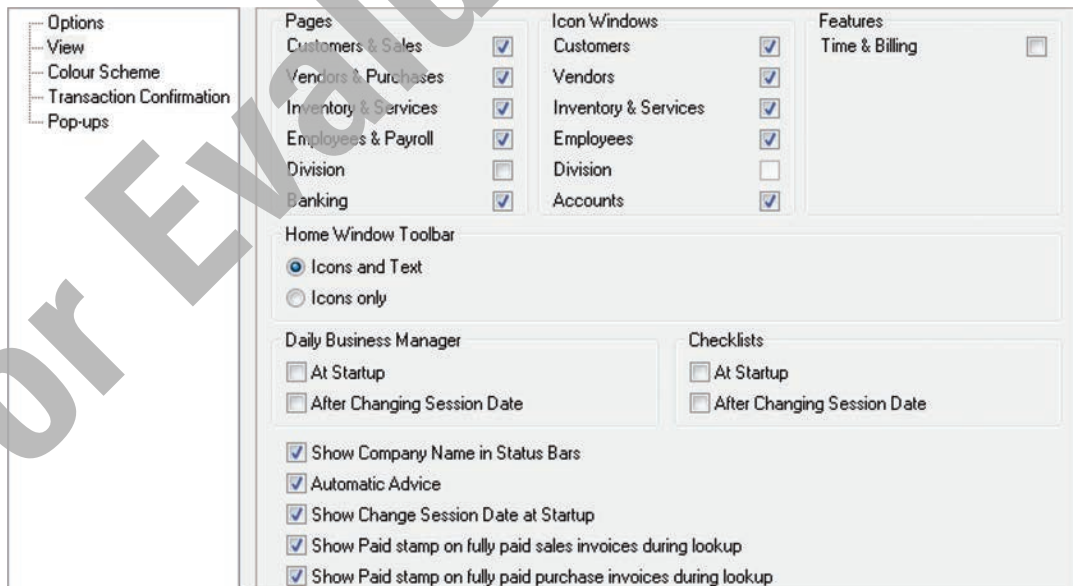 Options
View
Colour Scheme
Transaction Confirmation
Pop-ups
Pages
Customers & Sales
Vendors & Purchases
Inventory & Services
Employees & Payroll
Division
Banking
Icon Windows
Customers
Vendors
Inventory & Services
Employees
Division
Accounts
Features
Time & Billing
Home Window Toolbar
Icons and Text
Icons only
Daily Business Manager
At Startup
After Changing Session Date
Checklists
At Startup
After Changing Session Date
Show Company Name in Status Bars
Automatic Advice
Show Change Session Date at Startup
Show Paid stamp on fully paid sales invoices during lookup
Show Paid stamp on fully paid purchase invoices during lookup